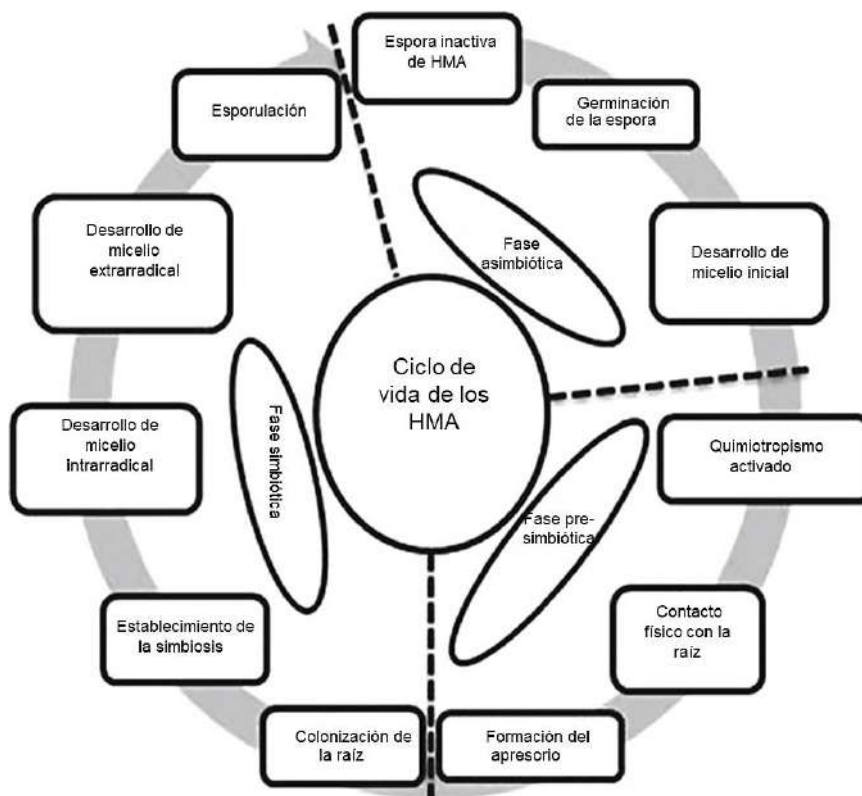 Espora inactiva
de HMA
Germinación
de la espora
Desarrollo de
micelio inicial
Quimiotropismo
activado
Contacto
físico con la
raíz
Formación del
apresorio
Colonización de
la raíz
Establecimiento de
la simbiosis
Desarrollo de
micelio
intrarradical
Desarrollo de
micelio
extrarradical
Esporulación
Fase
asimbiótica
Fase pre-
simbiótica
Fase simbiótica
Ciclo de
vida de los
HMA